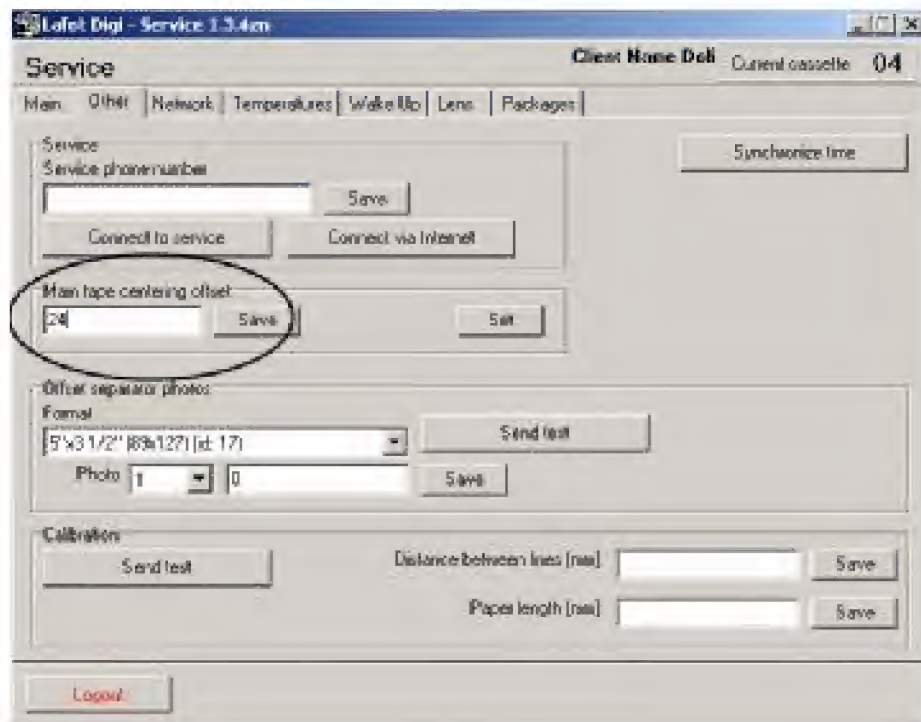 LaFot Digi - Service 1.3.4en
Service
Client Name Doli Current cassette 04
Main Other Network Temperatures Wake Up Lens Packages
Service
Synchronize time
Service phone number
Save
Connect to service Connect via Internet
Main tape centering offset
24 Save Set
Offset separator photos
Format
5"x3 1/2" (89x127) (id: 17) Send test
Photo 1 0 Save
Calibration
Send test Distance between lines [mm] Save
Paper length [mm] Save
Logout